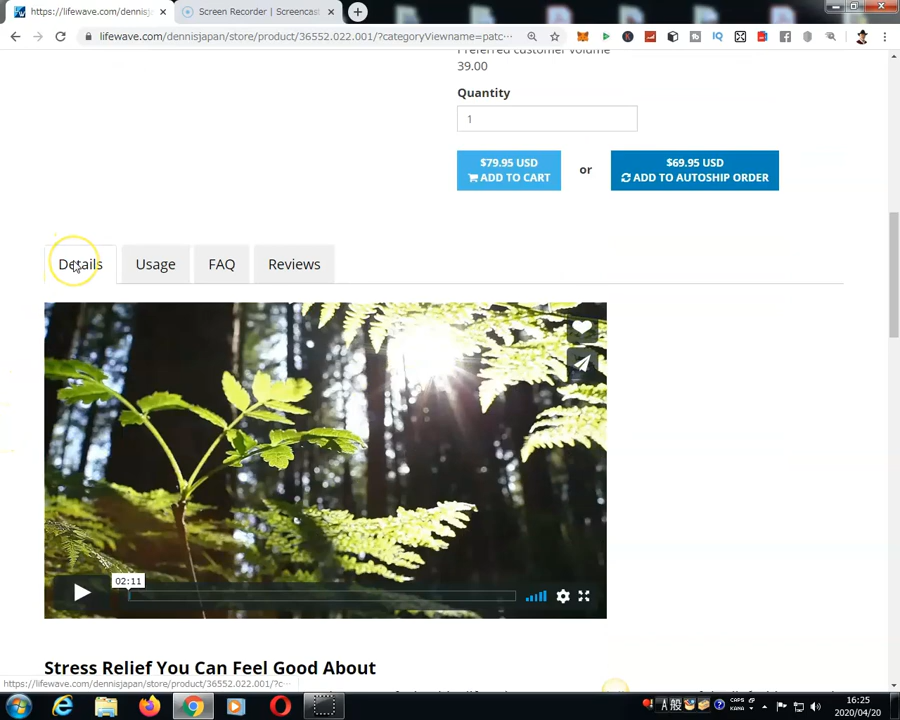 https://lifewave.com/dennisj
Screen Recorder | Screencast
lifewave.com/dennisjapan/store/product/36552.022.001/?categoryViewname=patc...
Preferred customer volume
39.00
Quantity
1
$79.95 USD
ADD TO CART
or
$69.95 USD
ADD TO AUTOSHIP ORDER
Details
Usage
FAQ
Reviews
02:11
Stress Relief You Can Feel Good About
https://lifewave.com/dennisjapan/store/product/36552.022.001/?c...
A 般
CAPS
KANA
16:25
2020/04/20